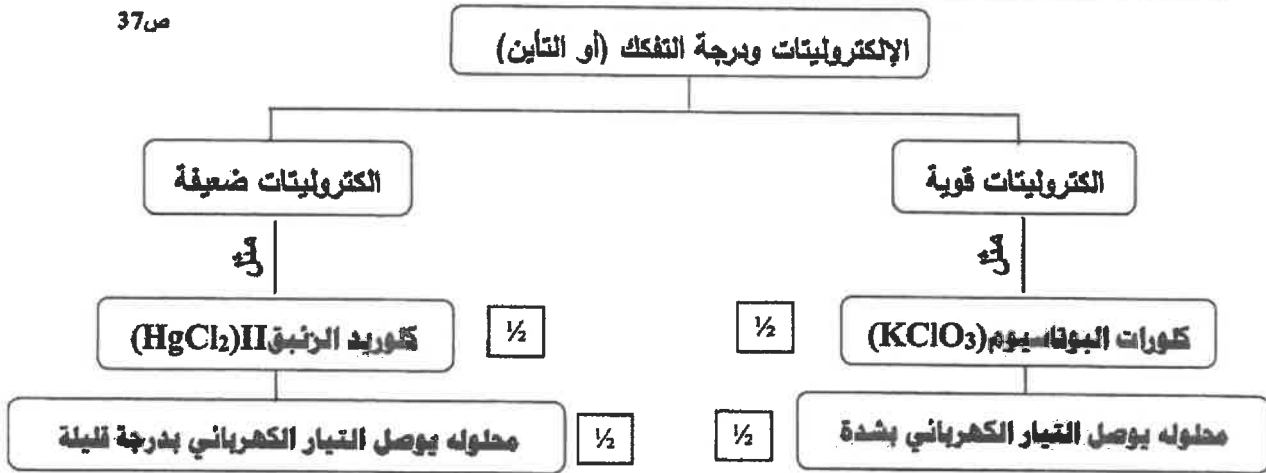 ص37
الإلكتروليتات ودرجة التفكك (أو التأين)
الكتروليتات قوية
الكتروليتات ضعيفة
مثل
مثل
كلورات البوتاسيوم(KClO₃)
½
½
كلوريد الزئبقII(HgCl₂)
محلوله يوصل التيار الكهربائي بشدة
½
½
محلوله يوصل التيار الكهربائي بدرجة قليلة